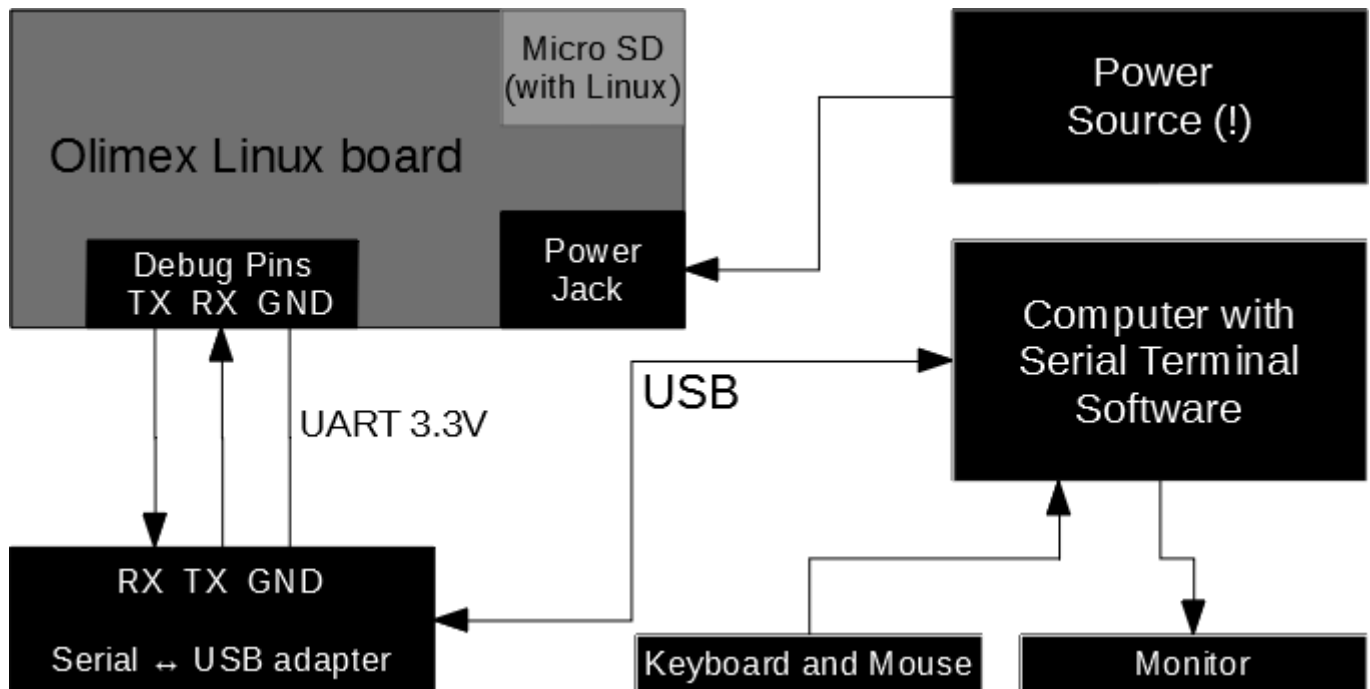 Micro SD
(with Linux)
Olimex Linux board
Power
Source (!)
Debug Pins
TX RX GND
Power
Jack
Computer with
Serial Terminal
Software
USB
UART 3.3V
RX TX GND
Serial ↔ USB adapter
Keyboard and Mouse
Monitor